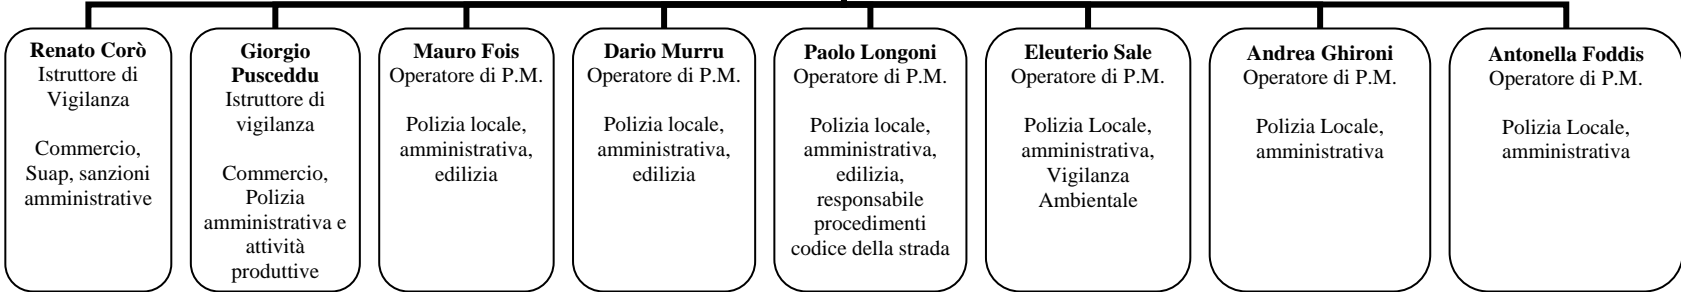 Renato Corò
Istruttore di
Vigilanza
Commercio,
Suap, sanzioni
amministrative
Giorgio
Pusceddu
Istruttore di
vigilanza
Commercio,
Polizia
amministrativa e
attività
produttive
Mauro Fois
Operatore di P.M.
Polizia locale,
amministrativa,
edilizia
Dario Murru
Operatore di P.M.
Polizia locale,
amministrativa,
edilizia
Paolo Longoni
Operatore di P.M.
Polizia locale,
amministrativa,
edilizia,
responsabile
procedimenti
codice della strada
Eleuterio Sale
Operatore di P.M.
Polizia Locale,
amministrativa,
Vigilanza
Ambientale
Andrea Ghironi
Operatore di P.M.
Polizia Locale,
amministrativa
Antonella Foddis
Operatore di P.M.
Polizia Locale,
amministrativa